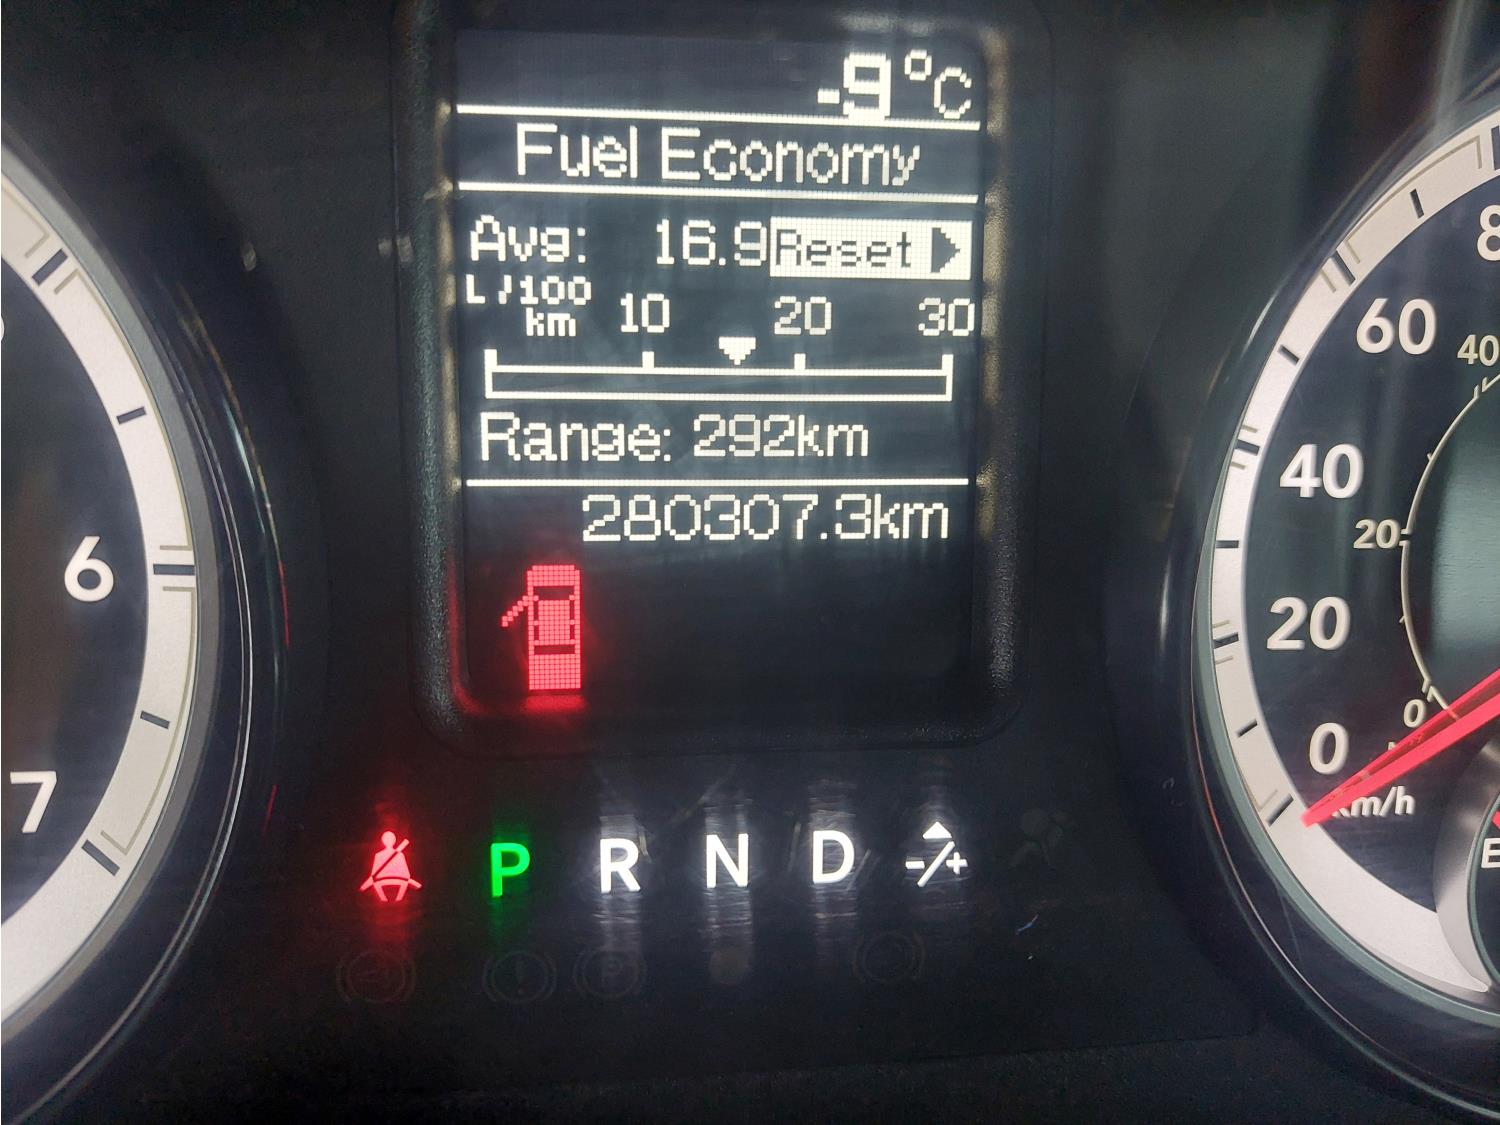 -9°C
Fuel Economy
Avg: 16.9 Reset
L/100 km
10 20 30
Range: 292km
280307.3km
6
7
P R N D -/+
60
40
20
0
km/h
40
20
0